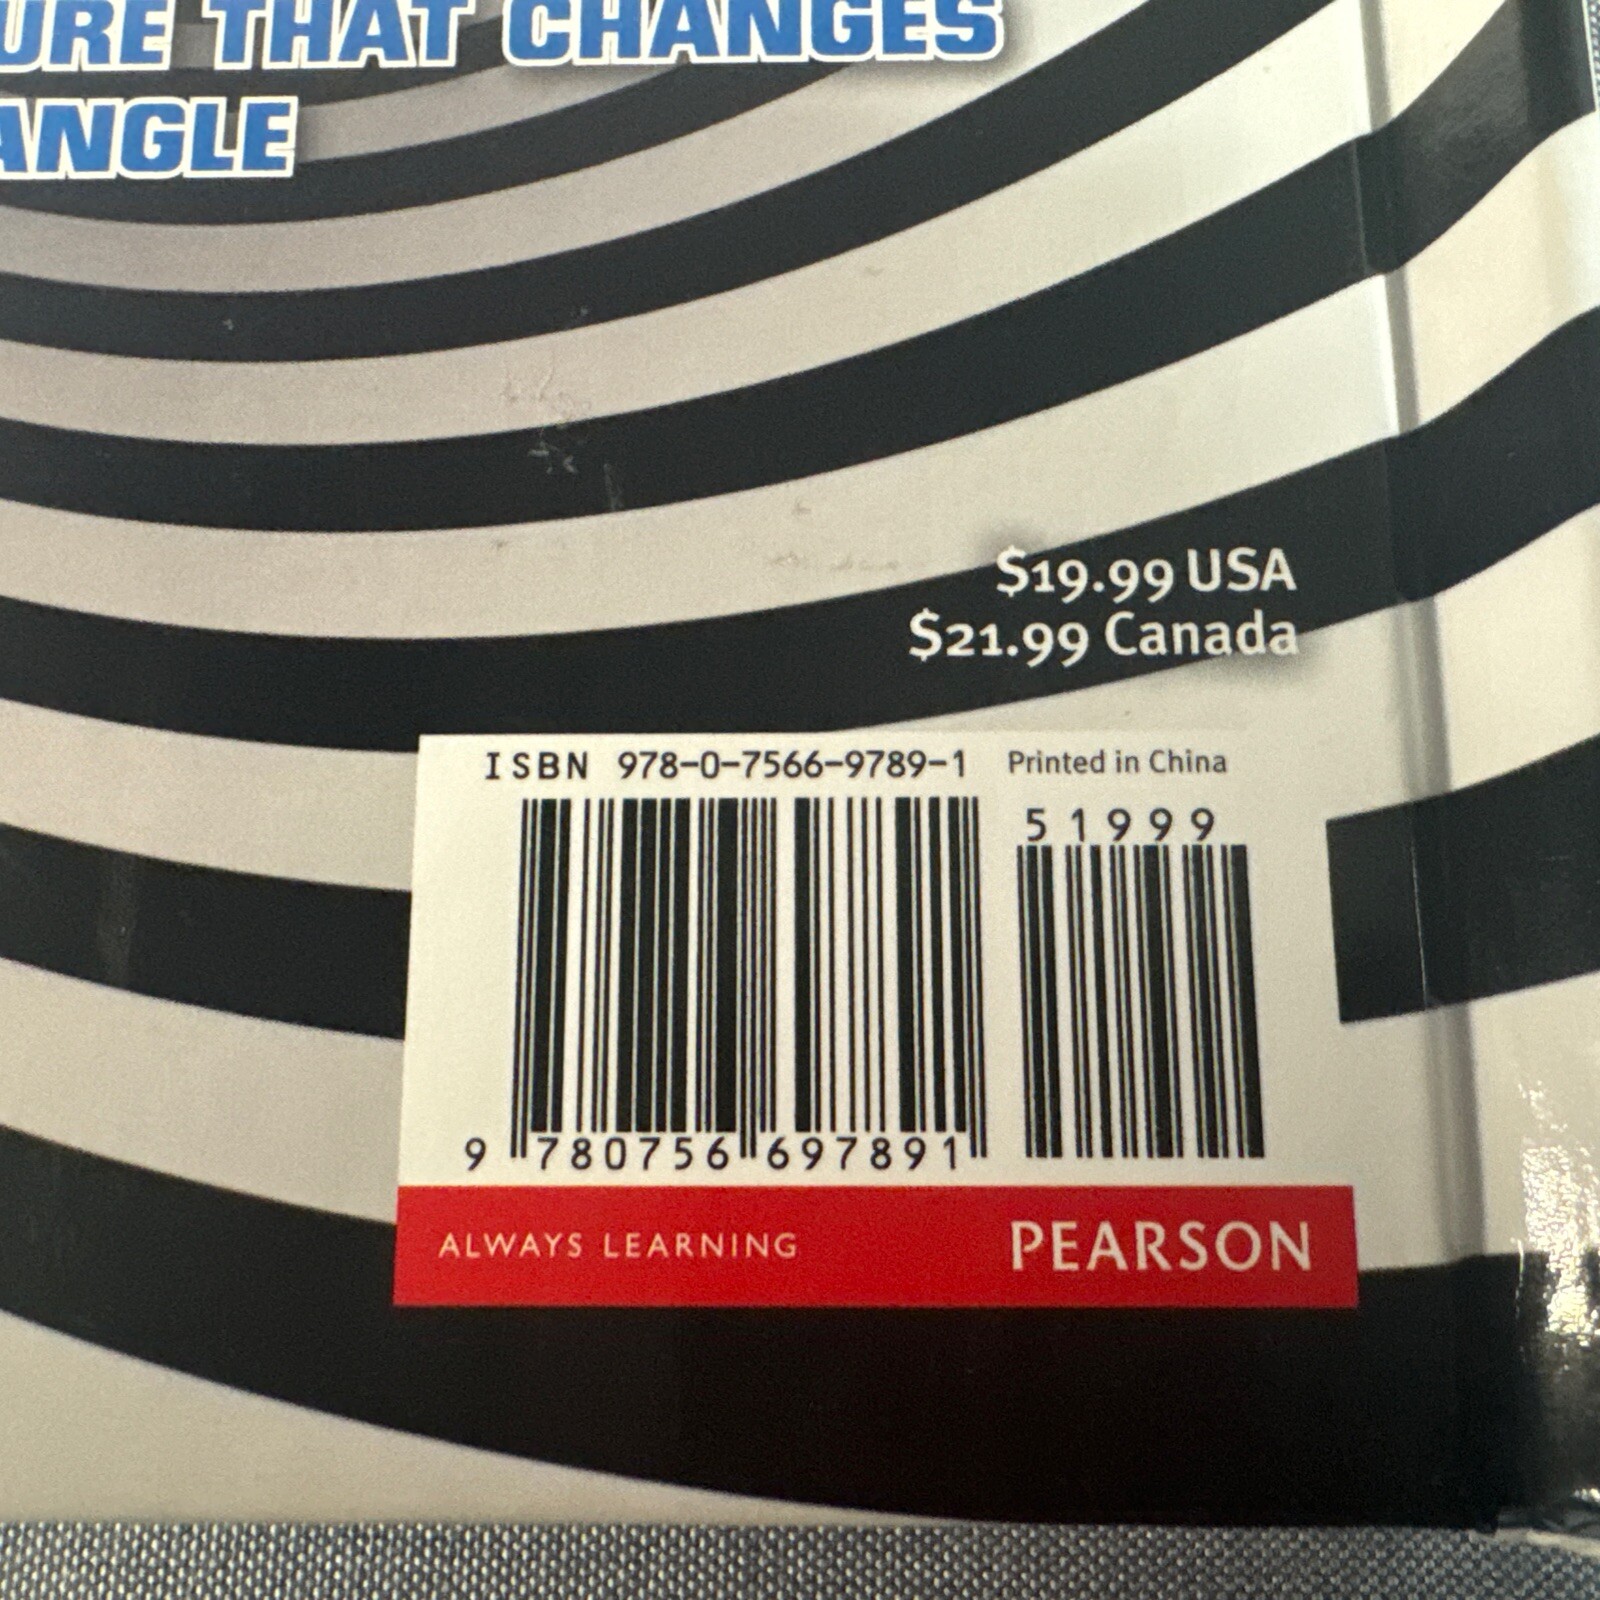 URE THAT CHANGES
ANGLE
$19.99 USA
$21.99 Canada
ISBN 978-0-7566-9789-1 Printed in China
51999
9 780756 697891
ALWAYS LEARNING PEARSON